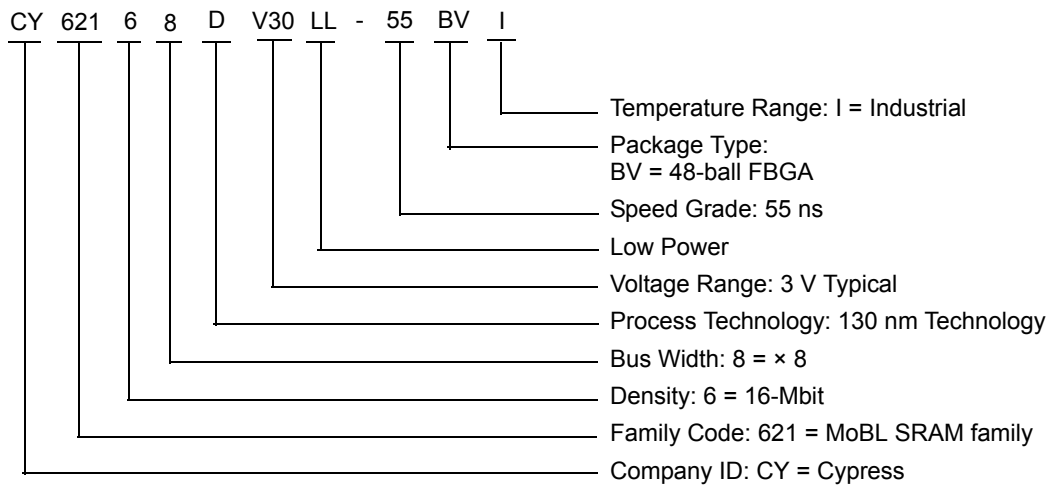 CY 621 6 8 D V30 LL - 55 BV I
Temperature Range: I = Industrial
Package Type:
BV = 48-ball FBGA
Speed Grade: 55 ns
Low Power
Voltage Range: 3 V Typical
Process Technology: 130 nm Technology
Bus Width: 8 = × 8
Density: 6 = 16-Mbit
Family Code: 621 = MoBL SRAM family
Company ID: CY = Cypress